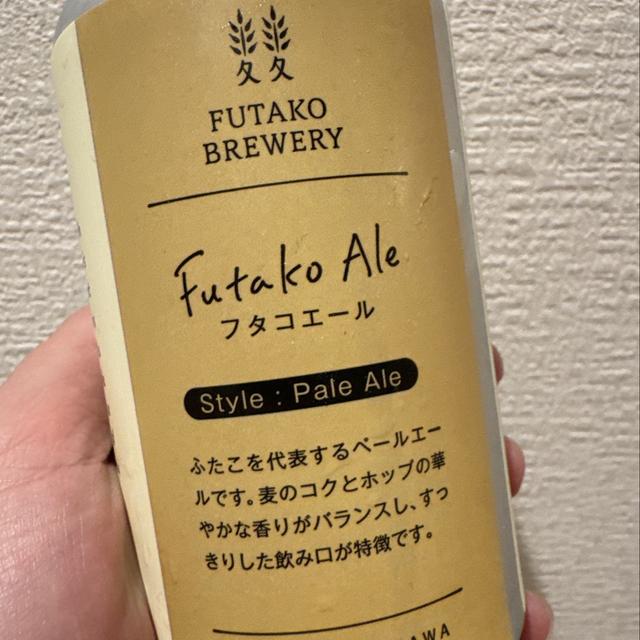 FUTAKO
BREWERY
Futako Ale
フタコエール
Style : Pale Ale
ふたこを代表するペールエー
ルです。麦のコクとホップの華
やかな香りがバランスし、すっ
きりした飲み口が特徴です。